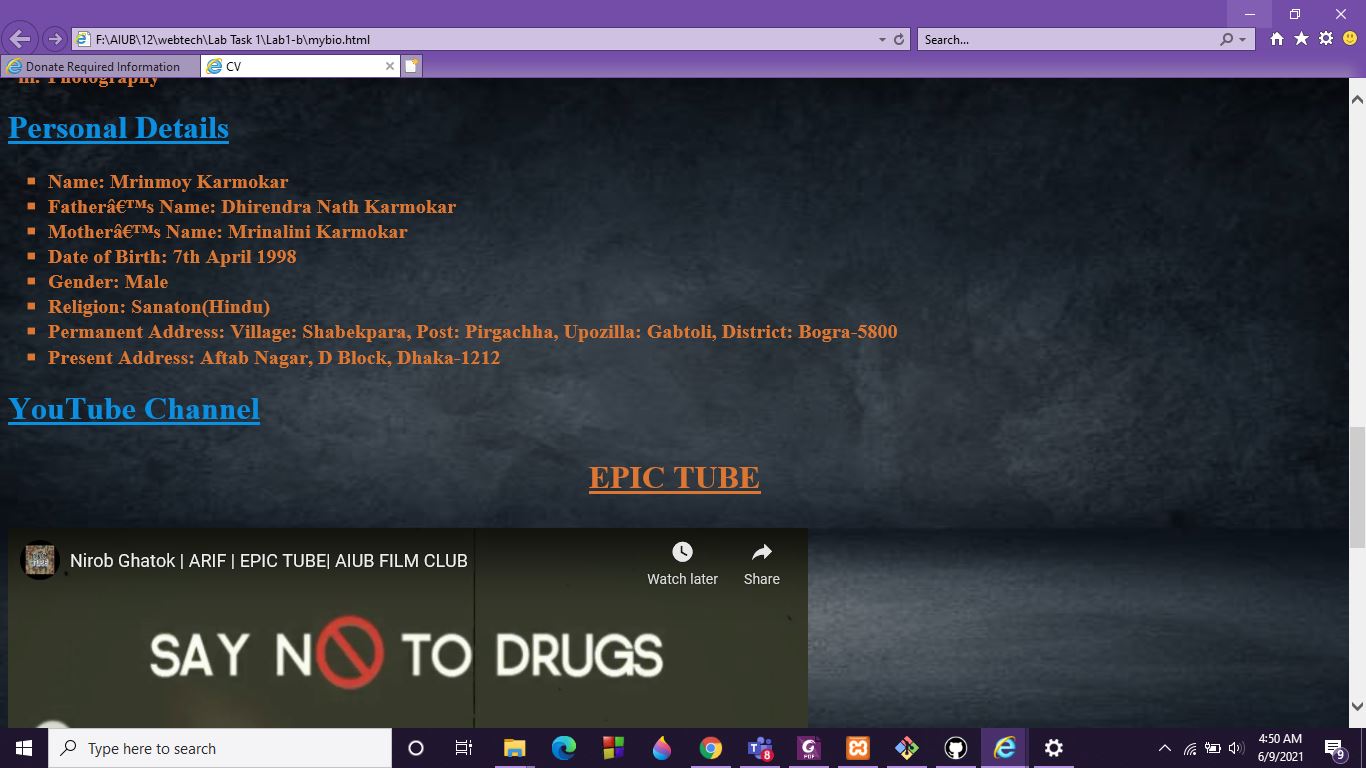 F:\AIUB\12\webtech\Lab Task 1\Lab1-b\mybio.html
Search...
Donate Required Information
CV
m. Photography
Personal Details
Name: Mrinmoy Karmokar
Fatherâ€™s Name: Dhirendra Nath Karmokar
Motherâ€™s Name: Mrinalini Karmokar
Date of Birth: 7th April 1998
Gender: Male
Religion: Sanaton(Hindu)
Permanent Address: Village: Shabekpara, Post: Pirgachha, Upozilla: Gabtoli, District: Bogra-5800
Present Address: Aftab Nagar, D Block, Dhaka-1212
YouTube Channel
EPIC TUBE
Nirob Ghatok | ARIF | EPIC TUBE| AIUB FILM CLUB
Watch later
Share
SAY NO TO DRUGS
Type here to search
8
PDF
4:50 AM
6/9/2021
9